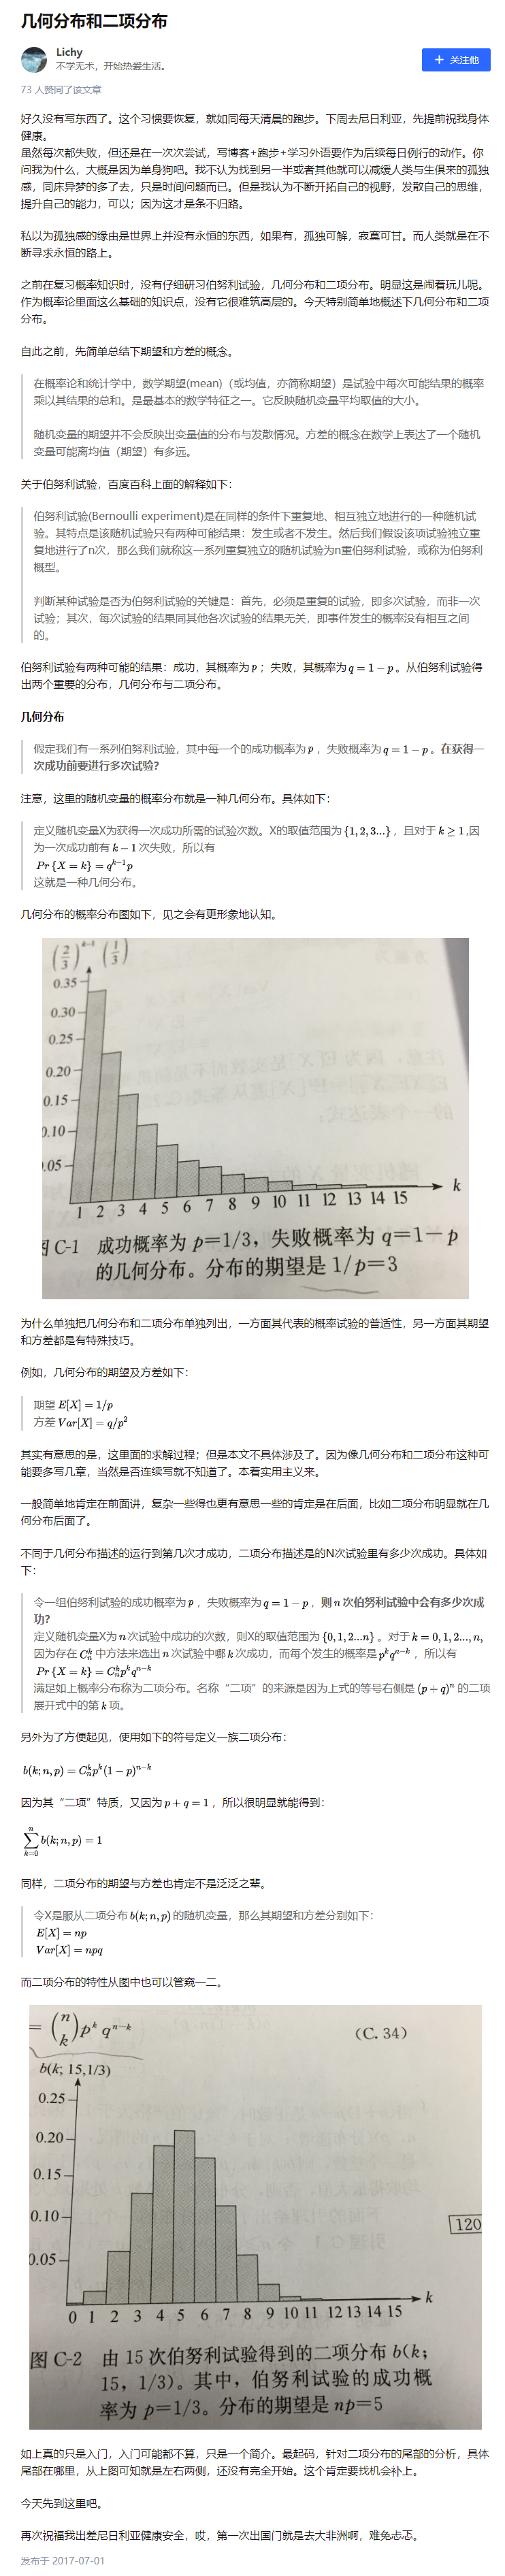 几何分布和二项分布
Lichy
不学无术，开始热爱生活。
+ 关注他
73 人赞同了该文章
好久没有写东西了。这个习惯要恢复，就如同每天清晨的跑步。下周去尼日利亚，先提前祝我身体
健康。
虽然每次都失败，但还是在一次次尝试，写博客+跑步+学习外语要作为后续每日例行的动作。你
问我为什么，大概是因为单身狗吧。我不认为找到另一半或者其他就可以减缓人类与生俱来的孤独
感，同床异梦的多了去，只是时间问题而已。但是我认为不断开拓自己的视野，发散自己的思维，
提升自己的能力，可以；因为这才是条不归路。
私以为孤独感的缘由是世界上并没有永恒的东西，如果有，孤独可解，寂寞可甘。而人类就是在不
断寻求永恒的路上。
之前在复习概率知识时，没有仔细研习伯努利试验，几何分布和二项分布。明显这是闹着玩儿呢。
作为概率论里面这么基础的知识点，没有它很难筑高层的。今天特别简单地概述下几何分布和二项
分布。
自此之前，先简单总结下期望和方差的概念。
在概率论和统计学中，数学期望(mean)（或均值，亦简称期望）是试验中每次可能结果的概率
乘以其结果的总和。是最基本的数学特征之一。它反映随机变量平均取值的大小。
随机变量的期望并不会反映出变量值的分布与发散情况。方差的概念在数学上表达了一个随机
变量可能离均值（期望）有多远。
关于伯努利试验，百度百科上面的解释如下：
伯努利试验(Bernoulli experiment)是在同样的条件下重复地、相互独立地进行的一种随机试
验。其特点是该随机试验只有两种可能结果：发生或者不发生。然后我们假设该项试验独立重
复地进行了n次，那么我们就称这一系列重复独立的随机试验为n重伯努利试验，或称为伯努利
概型。
判断某种试验是否为伯努利试验的关键是：首先，必须是重复的试验，即多次试验，而非一次
试验；其次，每次试验的结果同其他各次试验的结果无关，即事件发生的概率没有相互之间
的。
伯努利试验有两种可能的结果：成功，其概率为 p ；失败，其概率为 q = 1 − p 。从伯努利试验得
出两个重要的分布，几何分布与二项分布。
几何分布
假定我们有一系列伯努利试验，其中每一个的成功概率为 p ，失败概率为 q = 1 − p 。在获得一
次成功前要进行多次试验?
注意，这里的随机变量的概率分布就是一种几何分布。具体如下：
定义随机变量X为获得一次成功所需的试验次数。X的取值范围为 {1, 2, 3...} ，且对于 k ≥ 1 ,因
为一次成功前有 k − 1 次失败，所以有
Pr {X = k} = q^{k−1}p
这就是一种几何分布。
几何分布的概率分布图如下，见之会有更形象地认知。
(2/3)^{k−1} (1/3)
0.35
0.30
0.25
0.20
0.15
0.10
.05
1 2 3 4 5 6 7 8 9 10 11 12 13 14 15 k
图 C-1 成功概率为 p=1/3，失败概率为 q=1−p
的几何分布。分布的期望是 1/p=3
为什么单独把几何分布和二项分布单独列出，一方面其代表的概率试验的普适性，另一方面其期望
和方差都是有特殊技巧。
例如，几何分布的期望及方差如下：
期望 E[X] = 1/p
方差 Var[X] = q/p²
其实有意思的是，这里面的求解过程；但是本文不具体涉及了。因为像几何分布和二项分布这种可
能要多写几章，当然是否连续写就不知道了。本着实用主义来。
一般简单地肯定在前面讲，复杂一些得也更有意思一些的肯定是在后面，比如二项分布明显就在几
何分布后面了。
不同于几何分布描述的运行到第几次才成功，二项分布描述是的N次试验里有多少次成功。具体如
下：
令一组伯努利试验的成功概率为 p ，失败概率为 q = 1 − p ，则 n 次伯努利试验中会有多少次成
功?
定义随机变量X为 n 次试验中成功的次数，则X的取值范围为 {0, 1, 2...n} 。对于 k = 0, 1, 2..., n,
因为存在 C_n^k 中方法来选出 n 次试验中哪 k 次成功，而每个发生的概率是 p^k q^{n−k} ，所以有
Pr {X = k} = C_n^k p^k q^{n−k}
满足如上概率分布称为二项分布。名称“二项”的来源是因为上式的等号右侧是 (p + q)^n 的二项
展开式中的第 k 项。
另外为了方便起见，使用如下的符号定义一族二项分布：
b(k; n, p) = C_n^k p^k (1 − p)^{n−k}
因为其“二项”特质，又因为 p + q = 1 ，所以很明显就能得到：
∑_{k=0}^{n} b(k; n, p) = 1
同样，二项分布的期望与方差也肯定不是泛泛之辈。
令X是服从二项分布 b(k; n, p) 的随机变量，那么其期望和方差分别如下：
E[X] = np
Var[X] = npq
而二项分布的特性从图中也可以管窥一二。
= (n k) p^k q^{n−k} （C. 34）
b(k; 15,1/3)
0.25
0.20
0.15
0.10
0.05
120
0 1 2 3 4 5 6 7 8 9 10 11 12 13 14 15 k
图 C-2 由 15 次伯努利试验得到的二项分布 b(k;
15, 1/3)。其中，伯努利试验的成功概
率为 p=1/3。分布的期望是 np=5
如上真的只是入门，入门可能都不算，只是一个简介。最起码，针对二项分布的尾部的分析，具体
尾部在哪里，从上图可知就是左右两侧，还没有完全开始。这个肯定要找机会补上。
今天先到这里吧。
再次祝福我出差尼日利亚健康安全，哎，第一次出国门就是去大非洲啊，难免忐忑。
发布于 2017-07-01